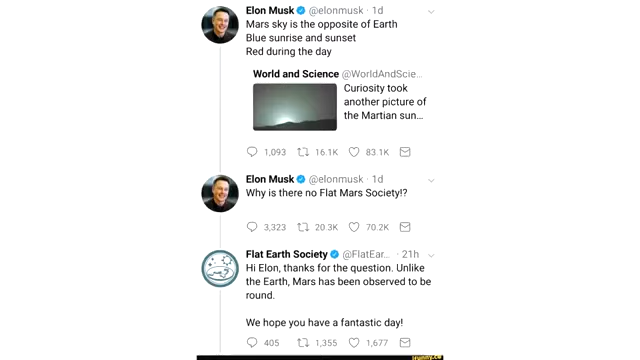 Elon Musk @elonmusk · 1d
Mars sky is the opposite of Earth
Blue sunrise and sunset
Red during the day
World and Science @WorldAndScie...
Curiosity took
another picture of
the Martian sun...
1,093 16.1K 83.1K
Elon Musk @elonmusk · 1d
Why is there no Flat Mars Society!?
3,323 20.3K 70.2K
Flat Earth Society @FlatEar... · 21h
Hi Elon, thanks for the question. Unlike
the Earth, Mars has been observed to be
round.
We hope you have a fantastic day!
405 1,355 1,677
ifunny.co